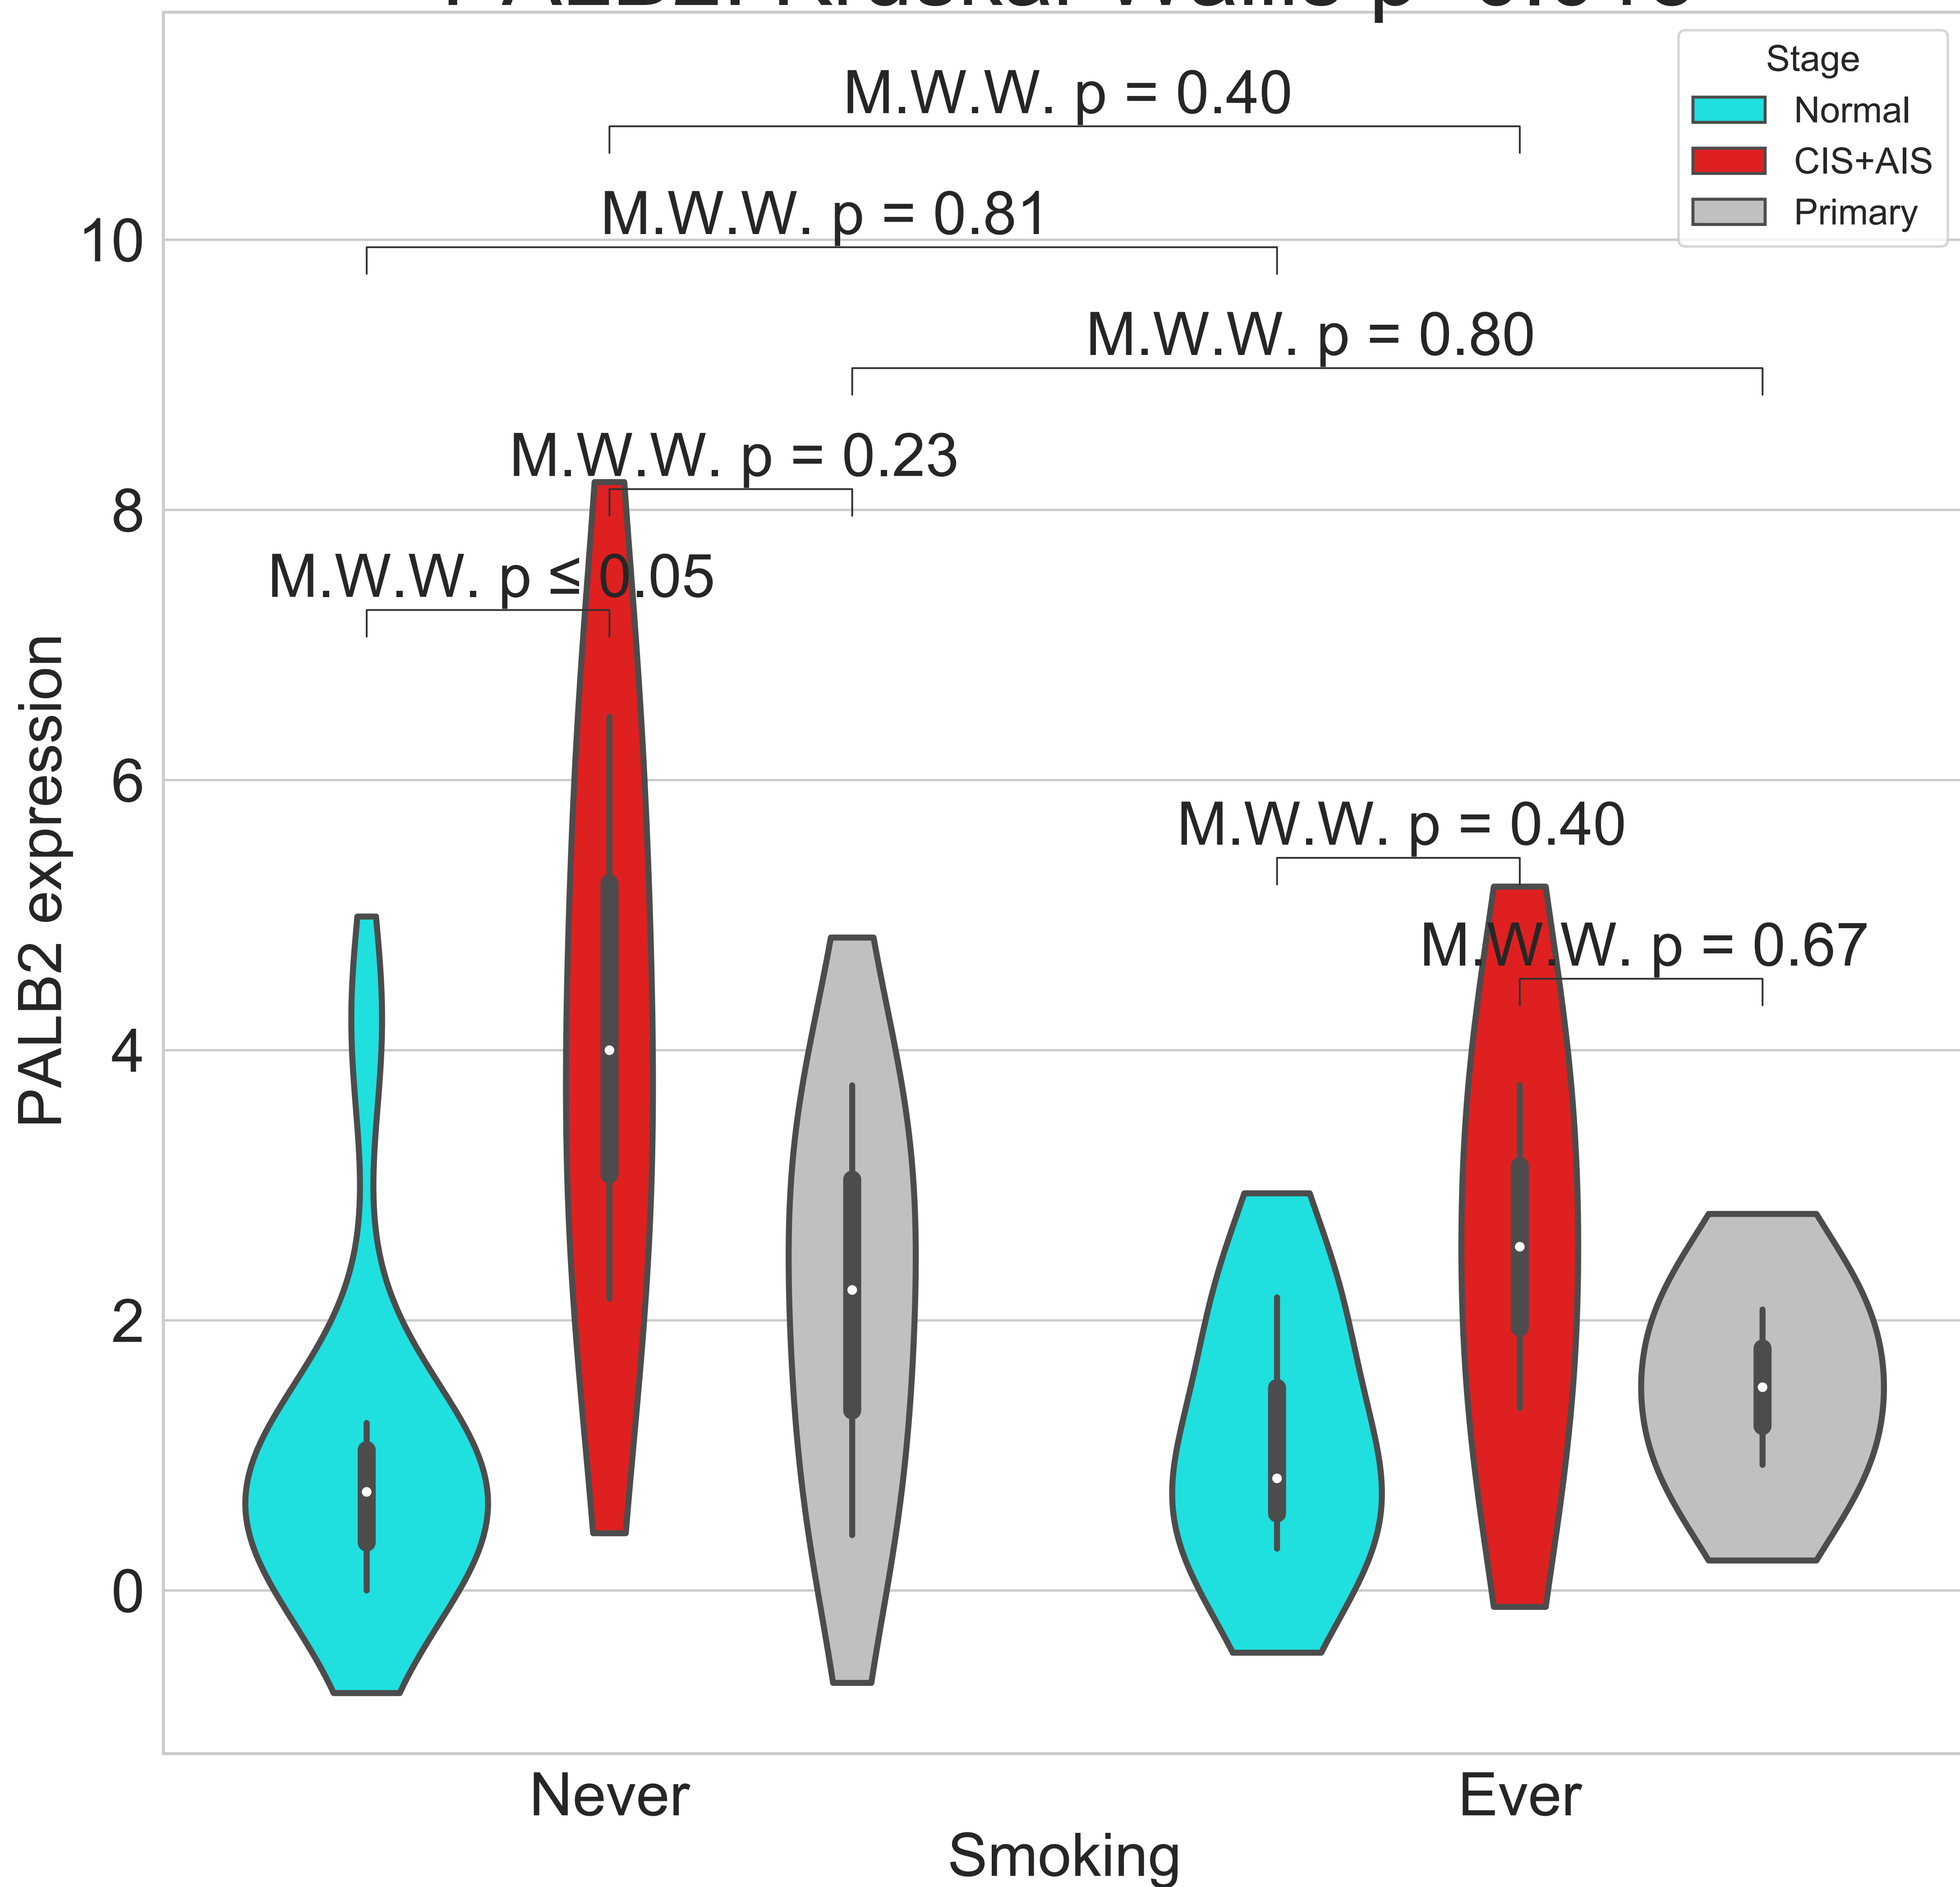 Stage
Normal
CIS+AIS
Primary
M.W.W. p = 0.40
M.W.W. p = 0.81
M.W.W. p = 0.80
M.W.W. p = 0.23
M.W.W. p ≤ 0.05
M.W.W. p = 0.40
M.W.W. p = 0.67
10
8
6
4
2
0
PALB2 expression
Never
Ever
Smoking